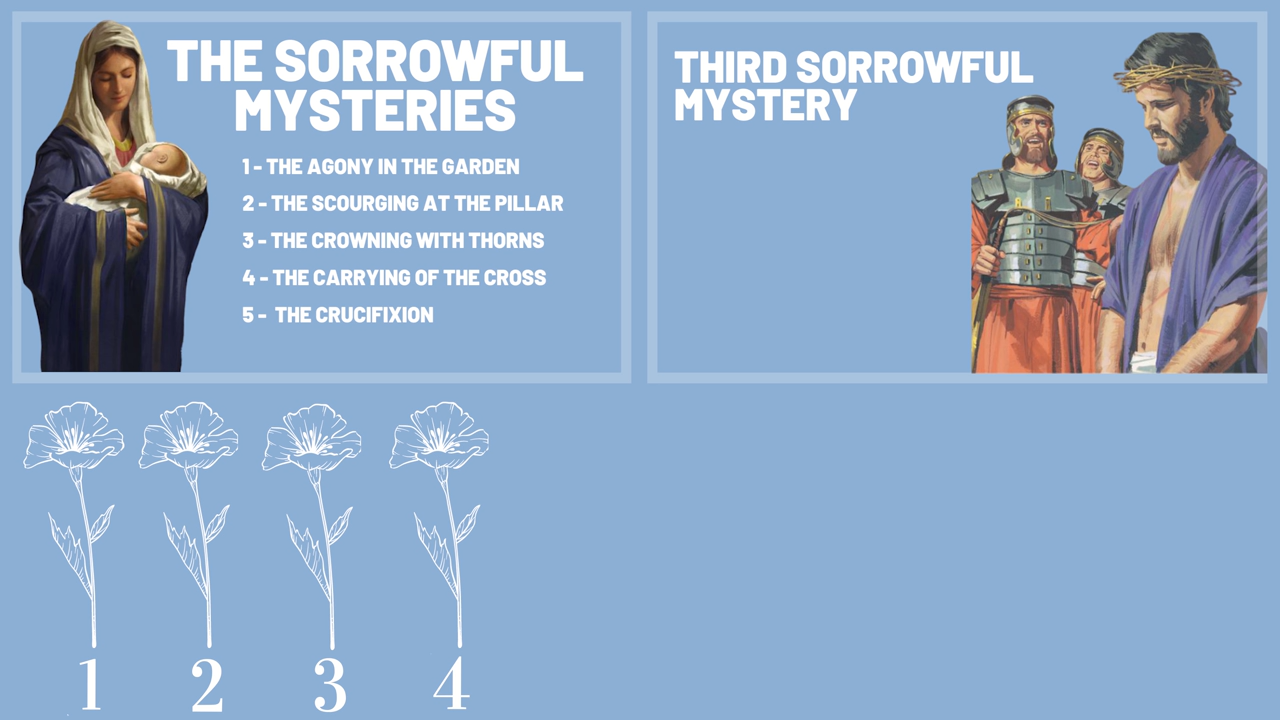 THE SORROWFUL
MYSTERIES
1 - THE AGONY IN THE GARDEN
2 - THE SCOURGING AT THE PILLAR
3 - THE CROWNING WITH THORNS
4 - THE CARRYING OF THE CROSS
5 - THE CRUCIFIXION
THIRD SORROWFUL
MYSTERY
1 2 3 4